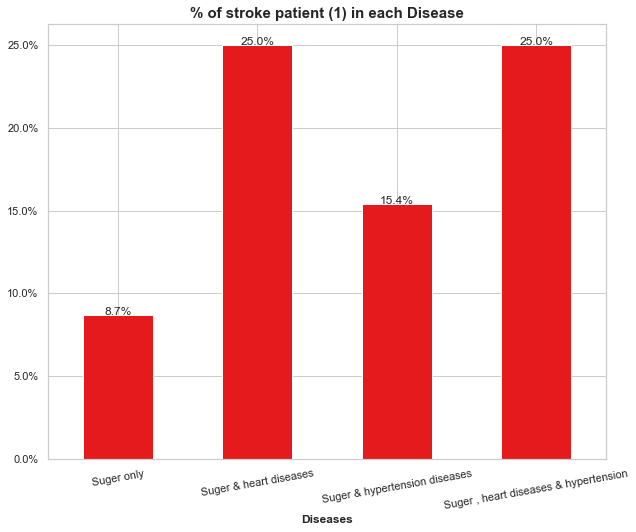 % of stroke patient (1) in each Disease
25.0%
20.0%
15.0%
10.0%
5.0%
0.0%
8.7%
25.0%
15.4%
25.0%
Suger only
Suger & heart diseases
Suger & hypertension diseases
Suger , heart diseases & hypertension
Diseases